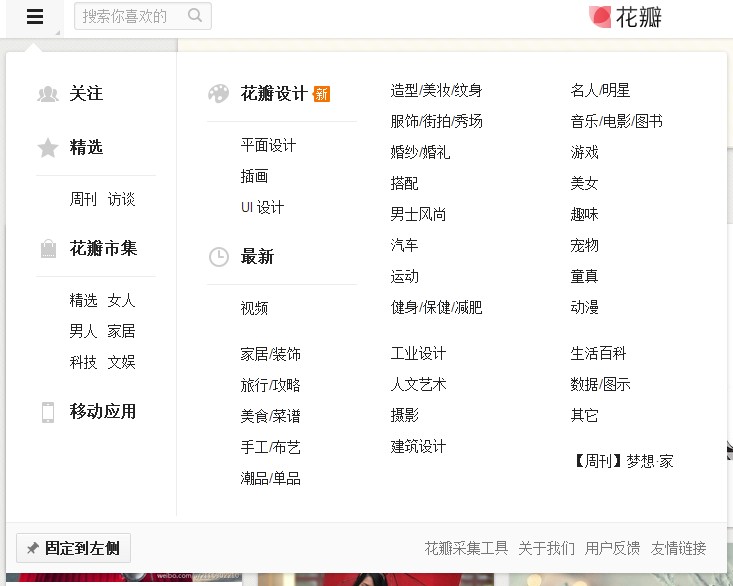 搜索你喜欢的
花瓣
关注
精选
周刊 访谈
花瓣市集
精选 女人
男人 家居
科技 文娱
移动应用
花瓣设计 新
平面设计
插画
UI 设计
最新
视频
家居/装饰
旅行/攻略
美食/菜谱
手工/布艺
潮品/单品
造型/美妆/纹身
服饰/街拍/秀场
婚纱/婚礼
搭配
男士风尚
汽车
运动
健身/保健/减肥
工业设计
人文艺术
摄影
建筑设计
名人/明星
音乐/电影/图书
游戏
美女
趣味
宠物
童真
动漫
生活百科
数据/图示
其它
【周刊】梦想·家
固定到左侧
花瓣采集工具 关于我们 用户反馈 友情链接